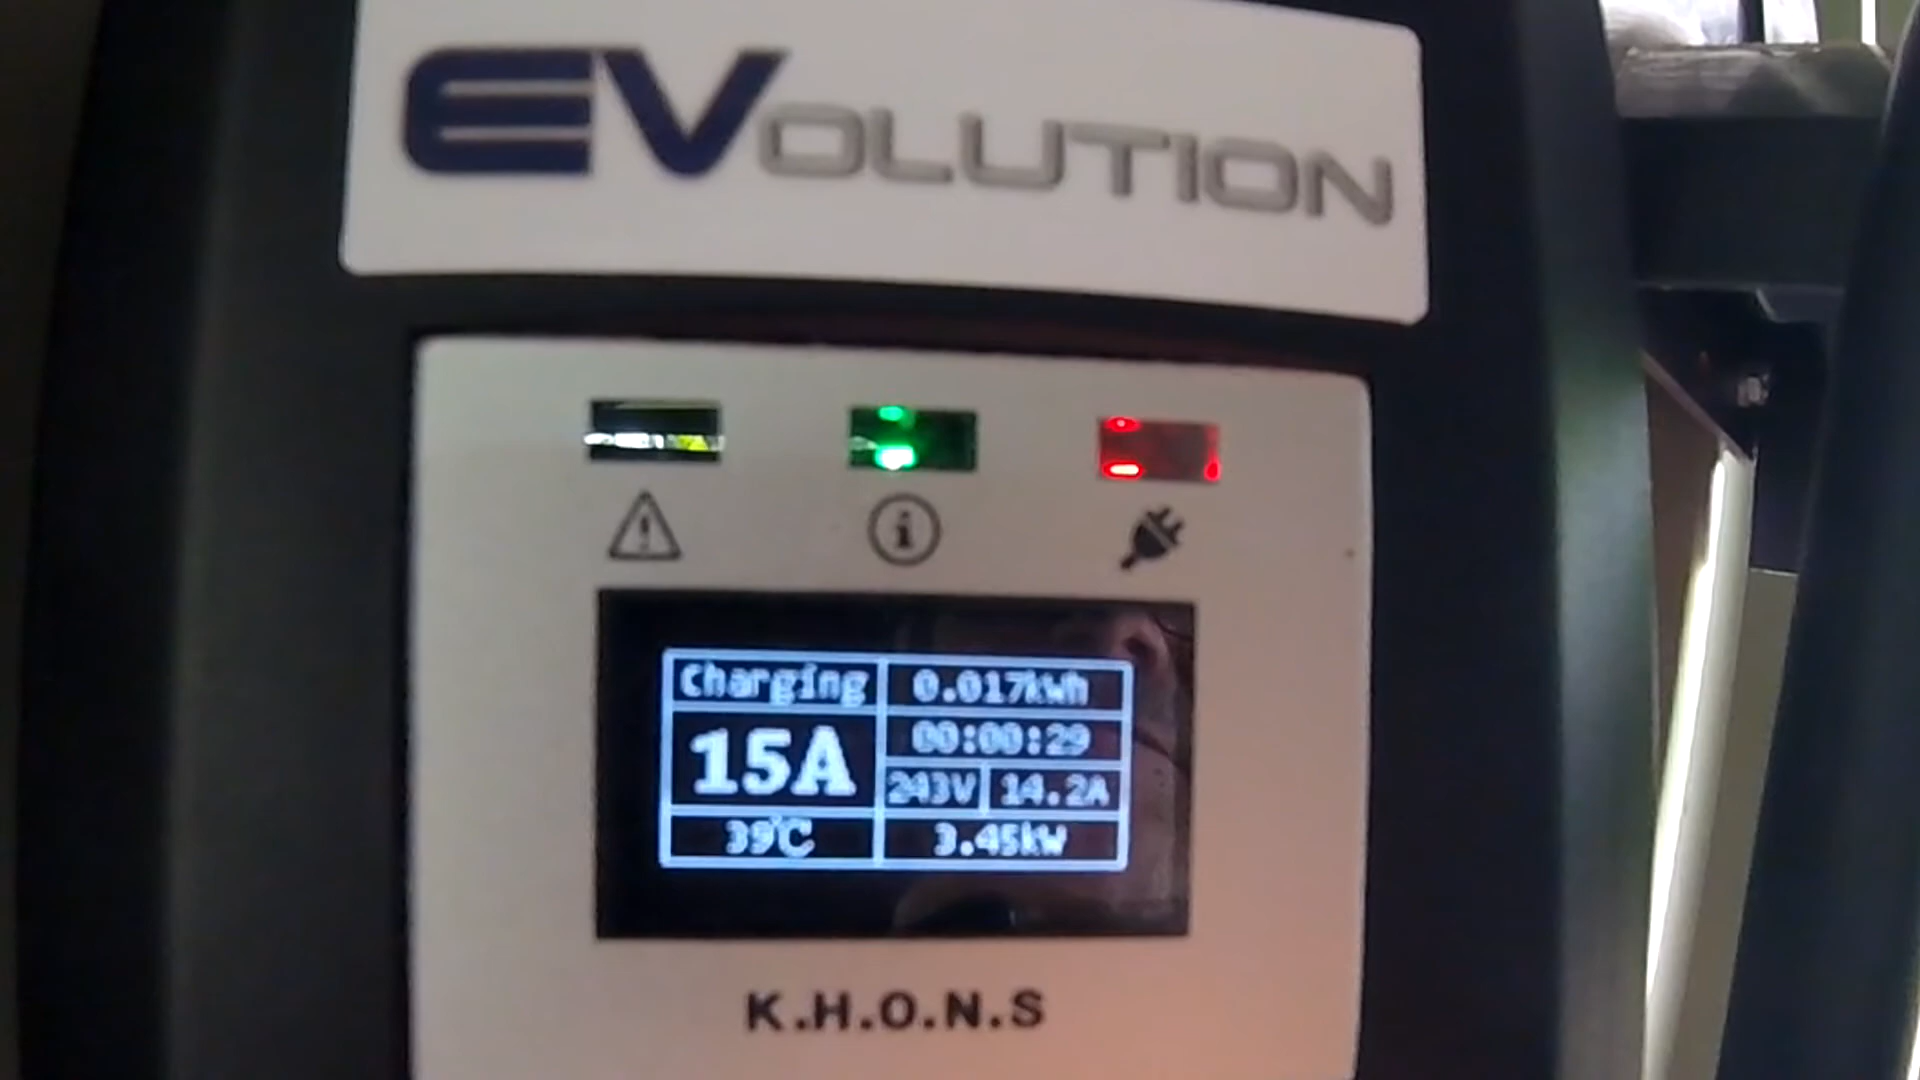 EVOLUTION
Charging 0.017kWh
00:00:29
15A
243V 14.2A
39℃ 3.45kW
K.H.O.N.S